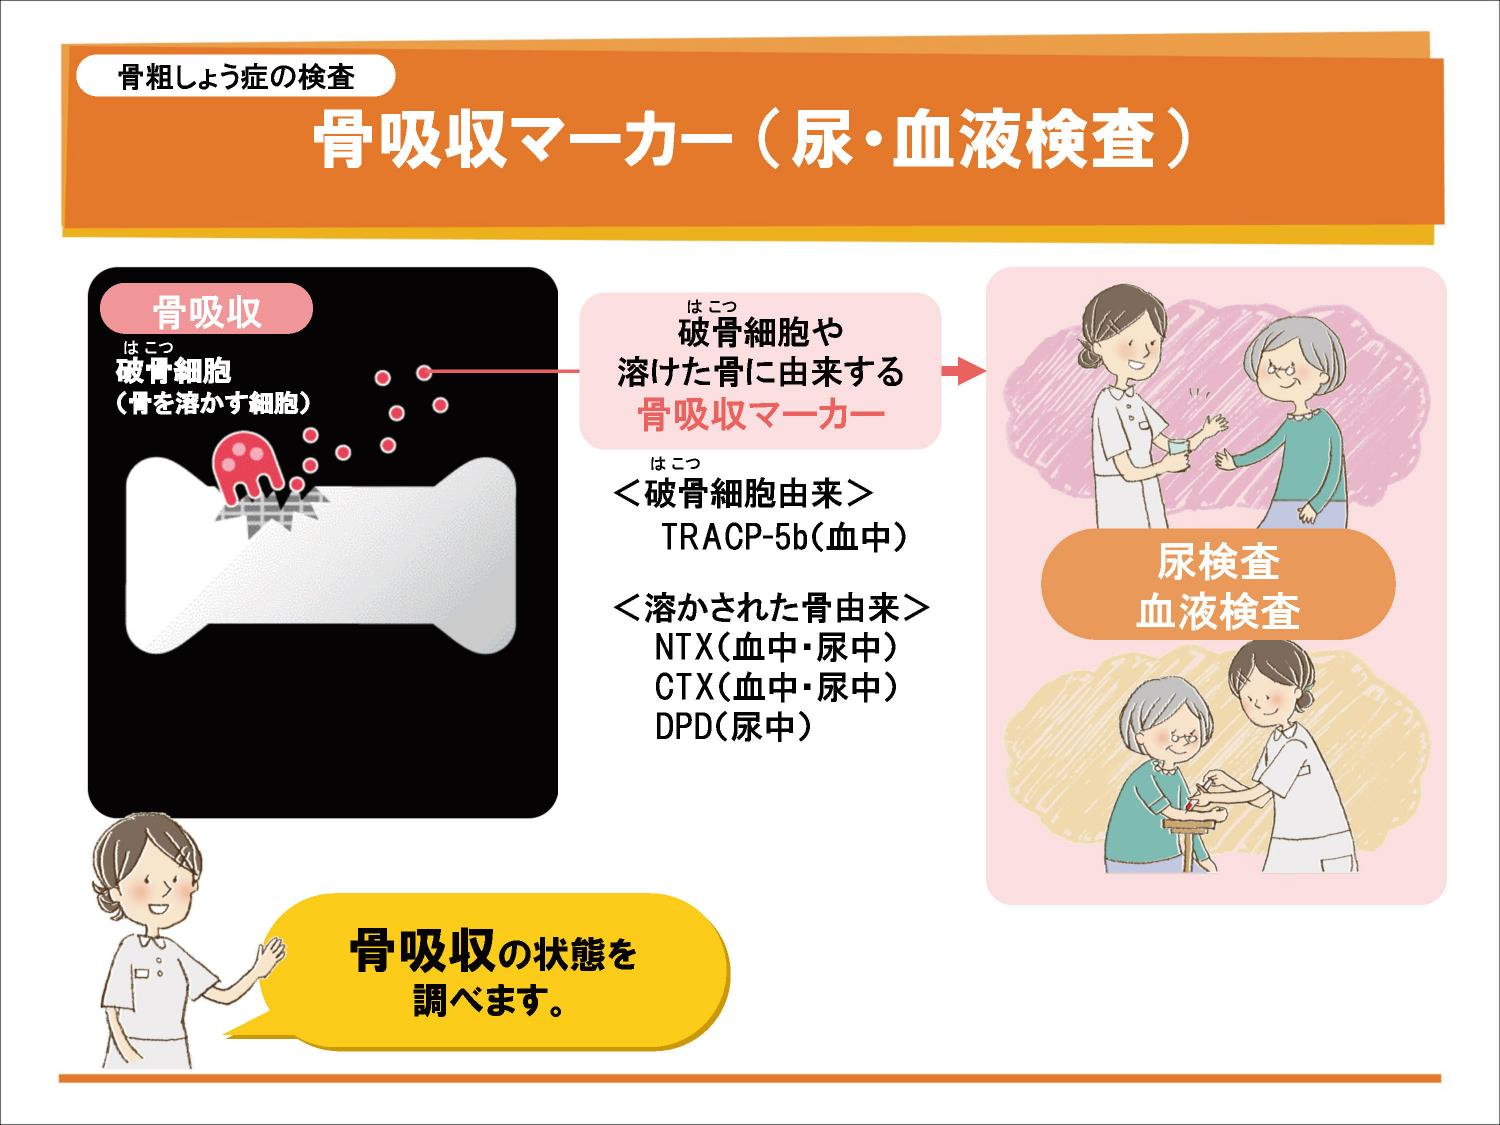 骨粗しょう症の検査
骨吸収マーカー（尿・血液検査）
骨吸収
はこつ
破骨細胞
（骨を溶かす細胞）
はこつ
破骨細胞や
溶けた骨に由来する
骨吸収マーカー
はこつ
＜破骨細胞由来＞
TRACP-5b（血中）
＜溶かされた骨由来＞
NTX（血中・尿中）
CTX（血中・尿中）
DPD（尿中）
尿検査
血液検査
骨吸収の状態を
調べます。